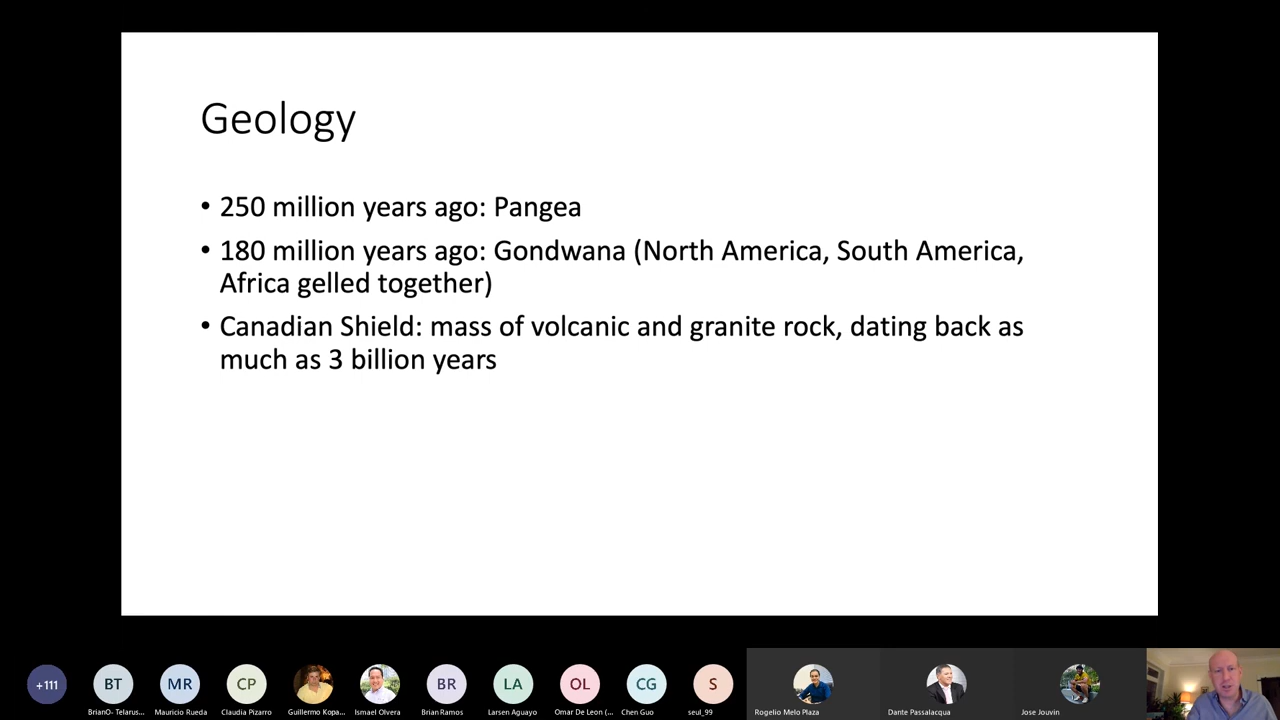 Geology
• 250 million years ago: Pangea
• 180 million years ago: Gondwana (North America, South America,
Africa gelled together)
• Canadian Shield: mass of volcanic and granite rock, dating back as
much as 3 billion years
+111
BT
MR
CP
BR
LA
OL
CG
S
BrianO- Telarus...
Mauricio Rueda
Claudia Pizarro
Guillermo Kopa...
Ismael Olvera
Brian Ramos
Larsen Aguayo
Omar De Leon (...
Chen Guo
seul_99
Rogelio Melo Plaza
Dante Passalacqua
Jose Jouvin